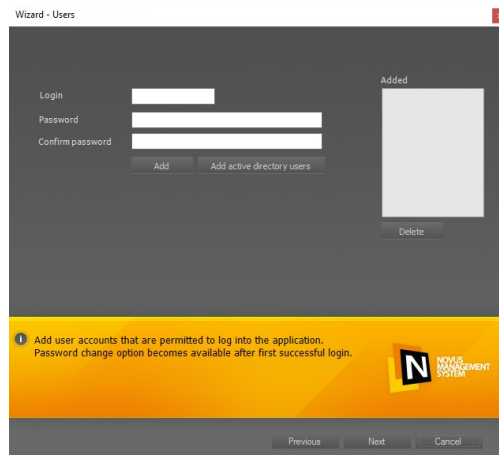 Wizard - Users
Added
Login
Password
Confirm password
Add Add active directory users
Delete
Add user accounts that are permitted to log into the application.
Password change option becomes available after first successful login.
N
NOVUS
MANAGEMENT
SYSTEM
Previous Next Cancel